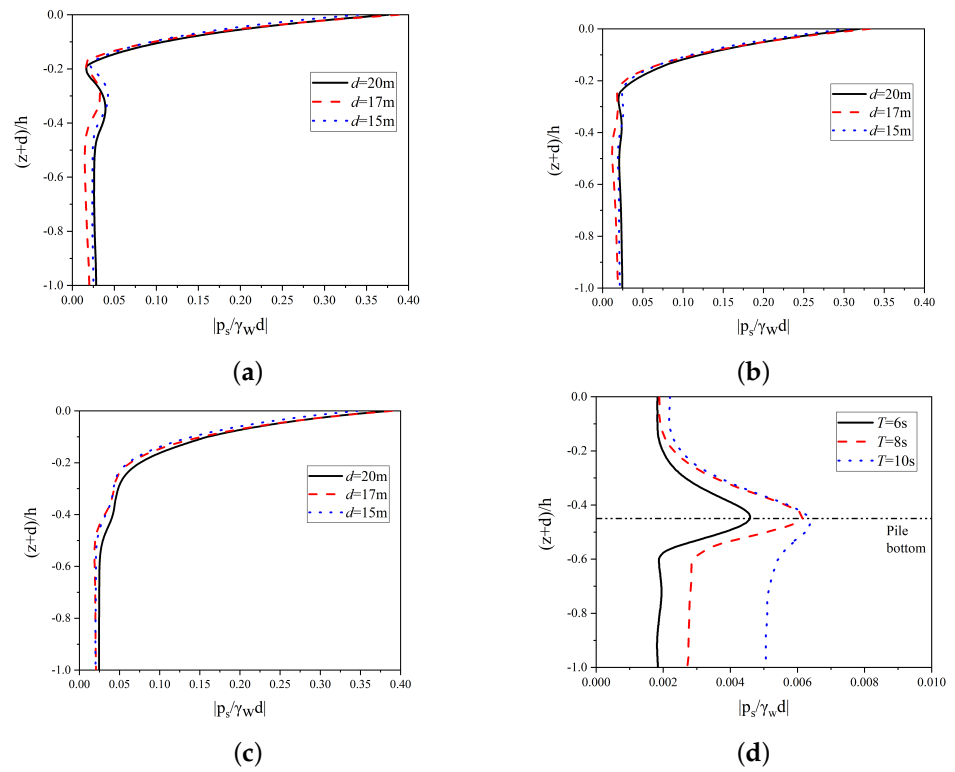 0.0
-0.2
-0.4
-0.6
-0.8
-1.0
(z+d)/h
0.00 0.05 0.10 0.15 0.20 0.25 0.30 0.35 0.40
|pₛ/γ_W d|
d=20m
d=17m
d=15m
(a)
0.0
-0.2
-0.4
-0.6
-0.8
-1.0
(z+d)/h
0.00 0.05 0.10 0.15 0.20 0.25 0.30 0.35 0.40
|pₛ/γ_W d|
d=20m
d=17m
d=15m
(b)
0.0
-0.2
-0.4
-0.6
-0.8
-1.0
(z+d)/h
0.00 0.05 0.10 0.15 0.20 0.25 0.30 0.35 0.40
|pₛ/γ_W d|
d=20m
d=17m
d=15m
(c)
0.0
-0.2
-0.4
-0.6
-0.8
-1.0
(z+d)/h
0.000 0.002 0.004 0.006 0.008 0.010
|pₛ/γ_w d|
T=6s
T=8s
T=10s
Pile
bottom
(d)